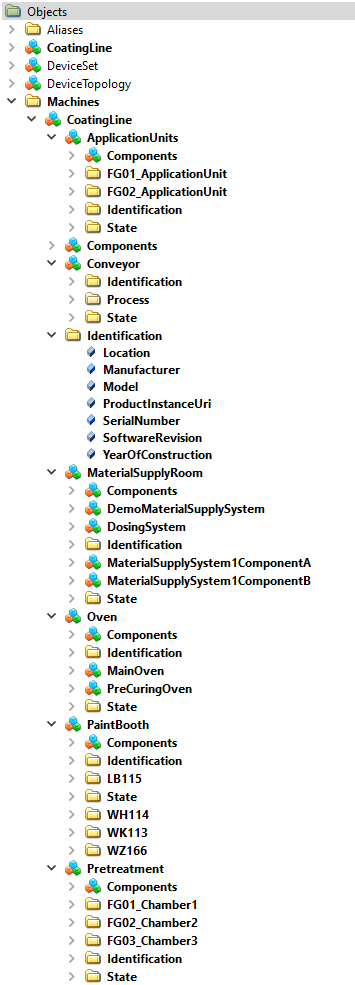 Objects
Aliases
CoatingLine
DeviceSet
DeviceTopology
Machines
CoatingLine
ApplicationUnits
Components
FG01_ApplicationUnit
FG02_ApplicationUnit
Identification
State
Components
Conveyor
Identification
Process
State
Identification
Location
Manufacturer
Model
ProductInstanceUri
SerialNumber
SoftwareRevision
YearOfConstruction
MaterialSupplyRoom
Components
DemoMaterialSupplySystem
DosingSystem
Identification
MaterialSupplySystem1ComponentA
MaterialSupplySystem1ComponentB
State
Oven
Components
Identification
MainOven
PreCuringOven
State
PaintBooth
Components
Identification
LB115
State
WH114
WK113
WZ166
Pretreatment
Components
FG01_Chamber1
FG02_Chamber2
FG03_Chamber3
Identification
State